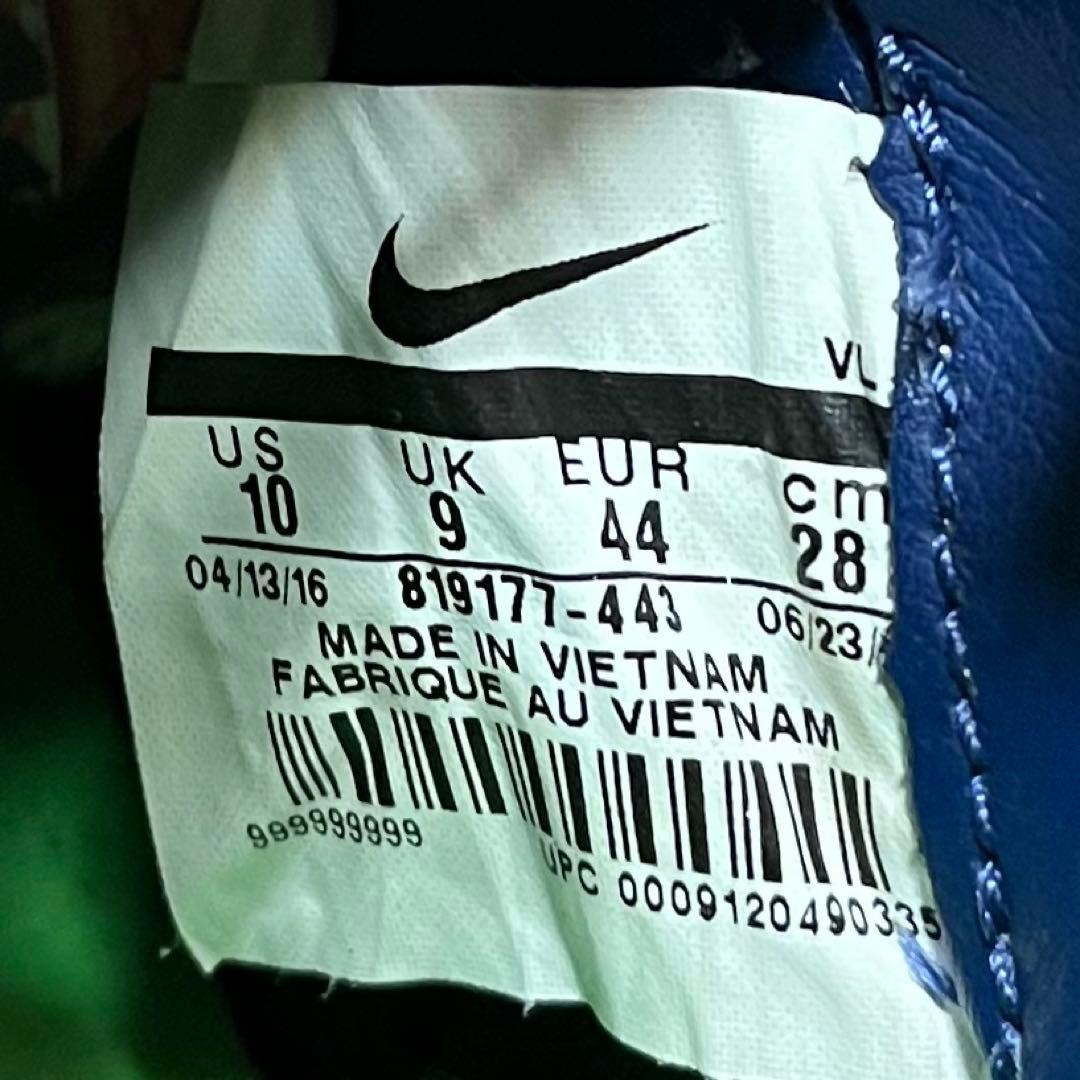 VL
US UK EUR cm
10 9 44 28
04/13/16 819177-443 06/23/
MADE IN VIETNAM
FABRIQUE AU VIETNAM
999999999
UPC 0009120490335